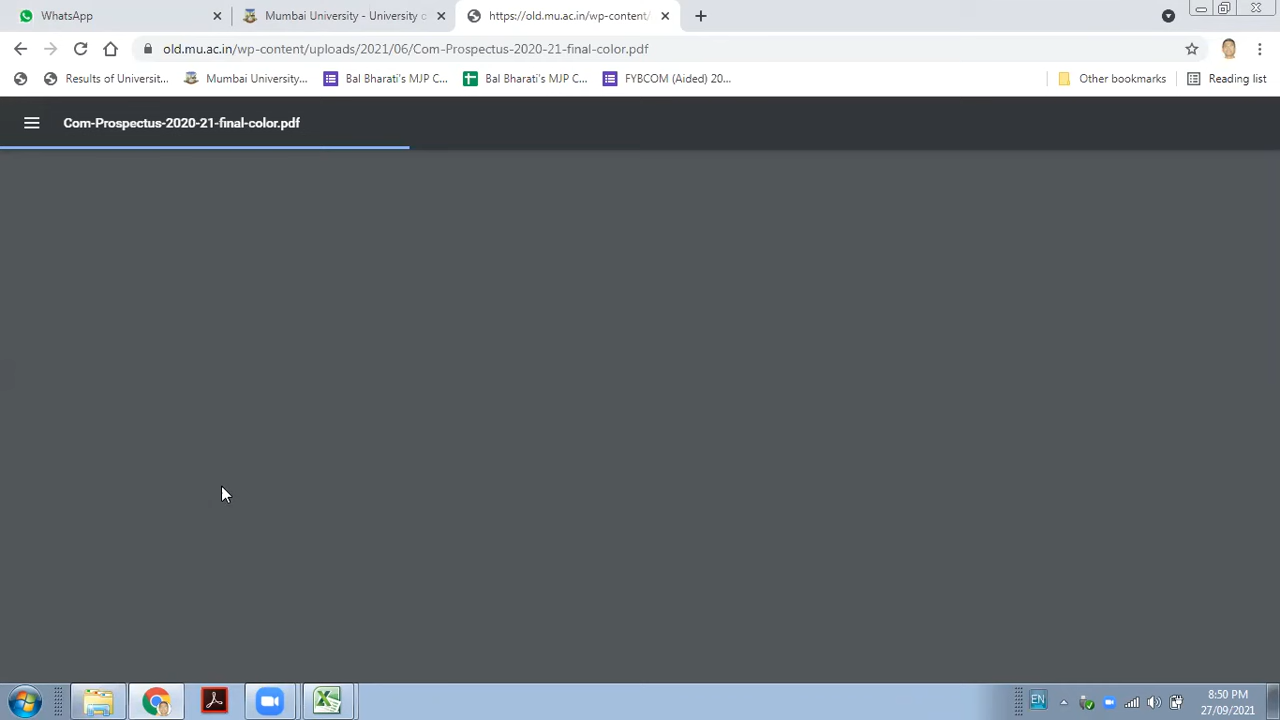 WhatsApp
Mumbai University - University o
https://old.mu.ac.in/wp-content/
old.mu.ac.in/wp-content/uploads/2021/06/Com-Prospectus-2020-21-final-color.pdf
Results of Universit...
Mumbai University...
Bal Bharati's MJP C...
Bal Bharati's MJP C...
FYBCOM (Aided) 20...
Other bookmarks
Reading list
Com-Prospectus-2020-21-final-color.pdf
EN
8:50 PM
27/09/2021